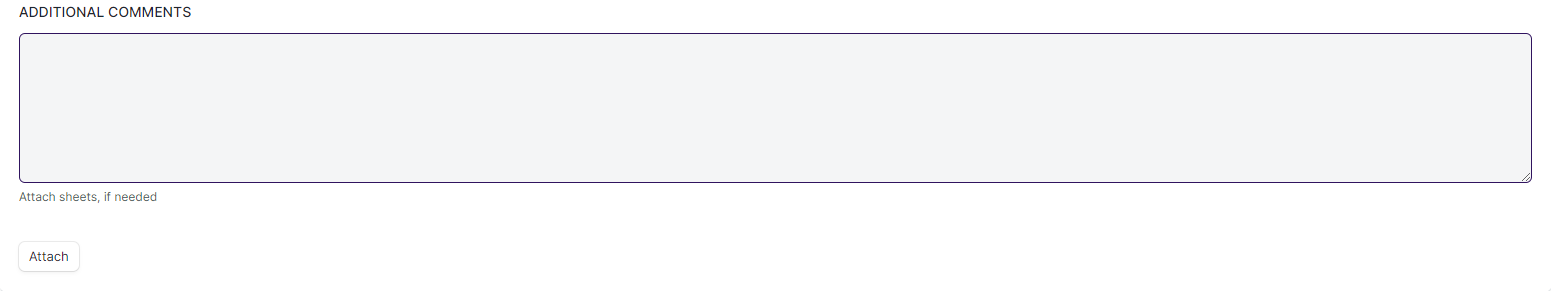 ADDITIONAL COMMENTS
Attach sheets, if needed
Attach